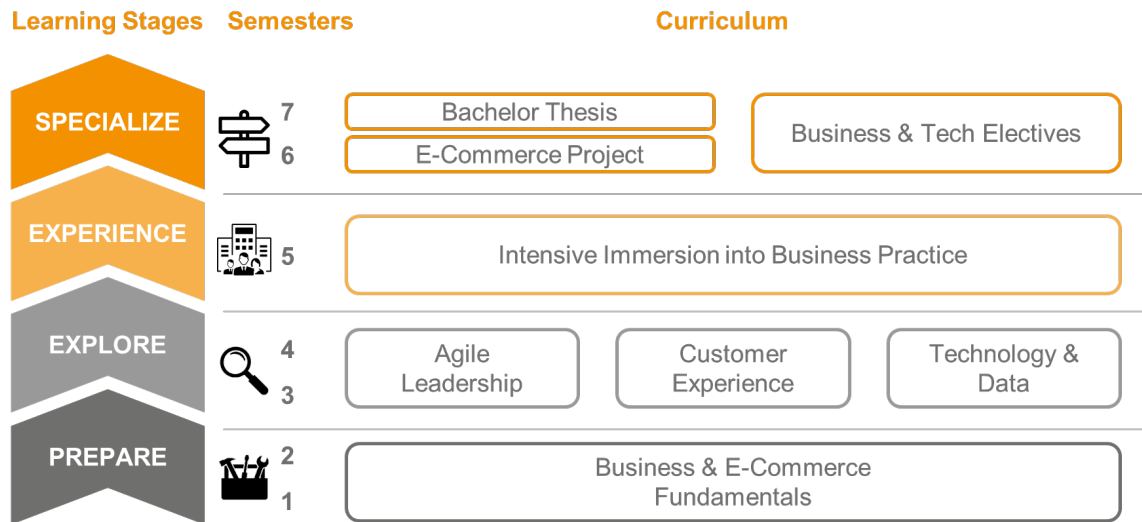 Learning Stages
Semesters
Curriculum
SPECIALIZE
7
6
Bachelor Thesis
E-Commerce Project
Business & Tech Electives
EXPERIENCE
5
Intensive Immersion into Business Practice
EXPLORE
4
3
Agile
Leadership
Customer
Experience
Technology &
Data
PREPARE
2
1
Business & E-Commerce
Fundamentals